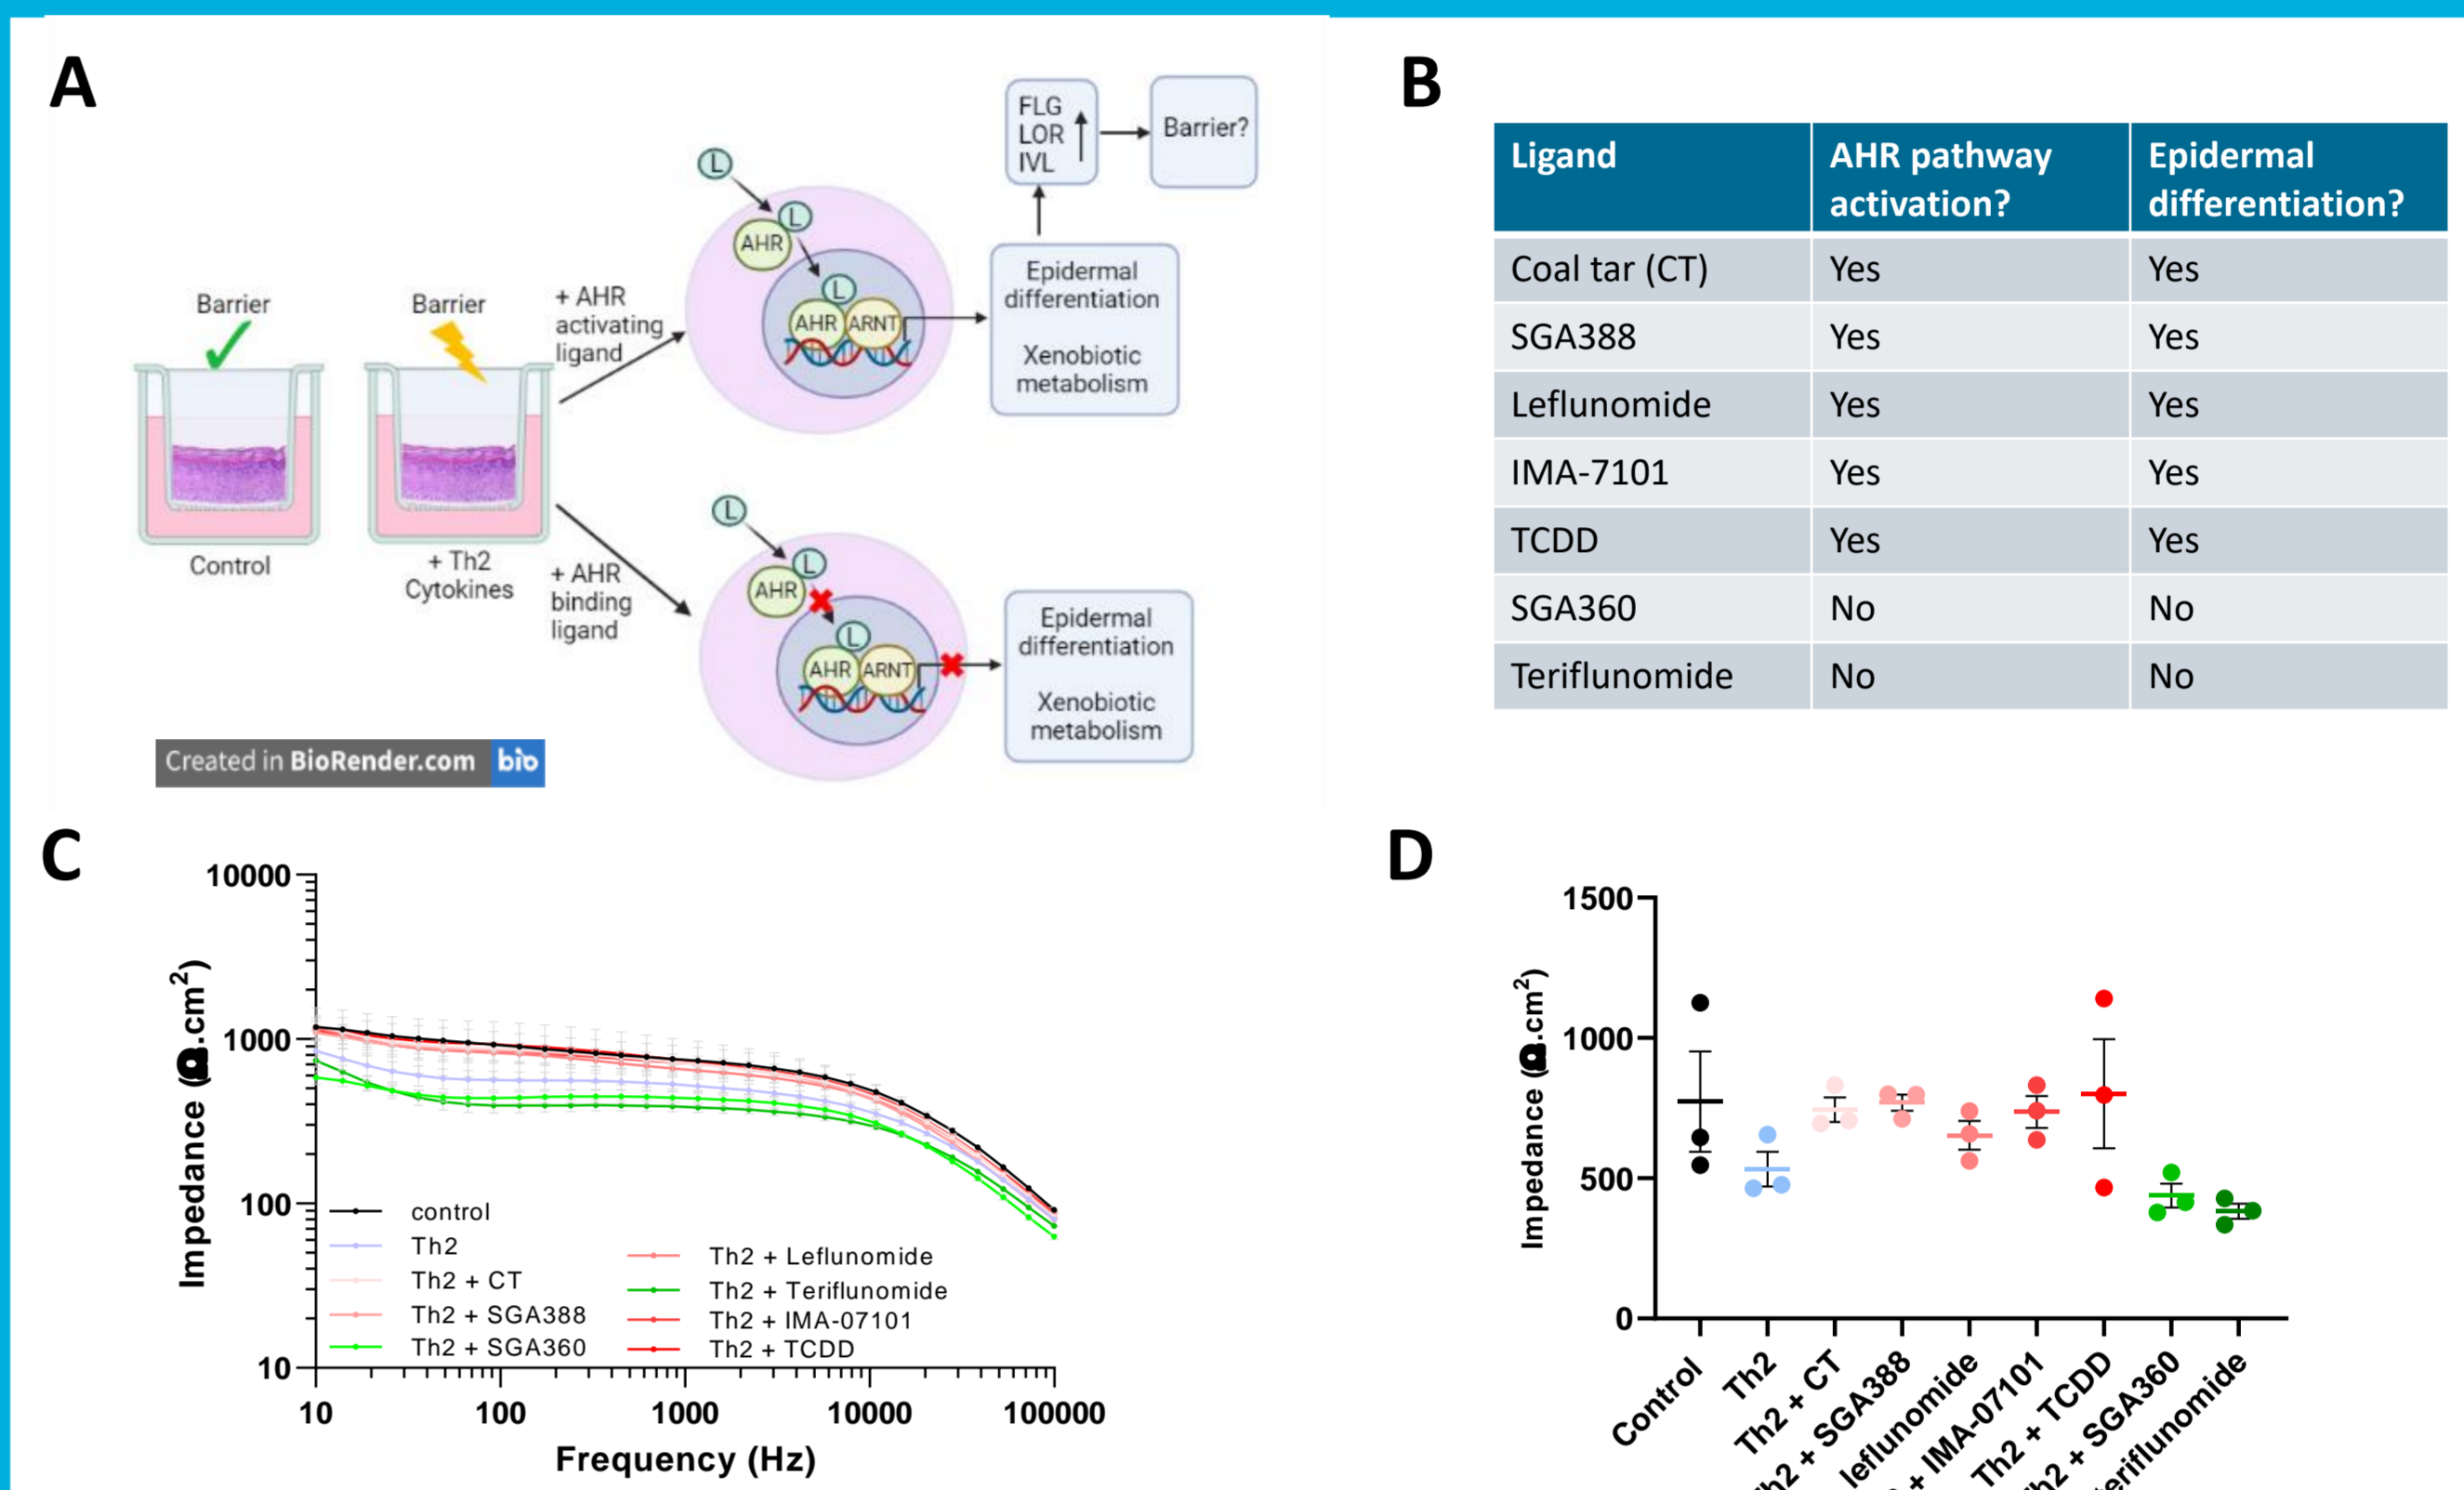 A
Barrier
Control
Barrier
+ Th2
Cytokines
+ AHR
activating
ligand
L
L
AHR
L
AHR
ARNT
Epidermal
differentiation
Xenobiotic
metabolism
FLG
LOR
IVL
Barrier?
+ AHR
binding
ligand
L
L
AHR
L
AHR
ARNT
Epidermal
differentiation
Xenobiotic
metabolism
Created in BioRender.com bio
B
Ligand
AHR pathway
activation?
Epidermal
differentiation?
Coal tar (CT) Yes Yes
SGA388 Yes Yes
Leflunomide Yes Yes
IMA-7101 Yes Yes
TCDD Yes Yes
SGA360 No No
Teriflunomide No No
C
Impedance (Ω.cm²)
10000
1000
100
10
control
Th2
Th2 + CT
Th2 + SGA388
Th2 + SGA360
Th2 + Leflunomide
Th2 + Teriflunomide
Th2 + IMA-07101
Th2 + TCDD
10 100 1000 10000 100000
Frequency (Hz)
D
Impedance (Ω.cm²)
1500
1000
500
0
Control
Th2
Th2 + CT
+ SGA388
leflunomide
+ IMA-07101
Th2 + TCDD
+ SGA360